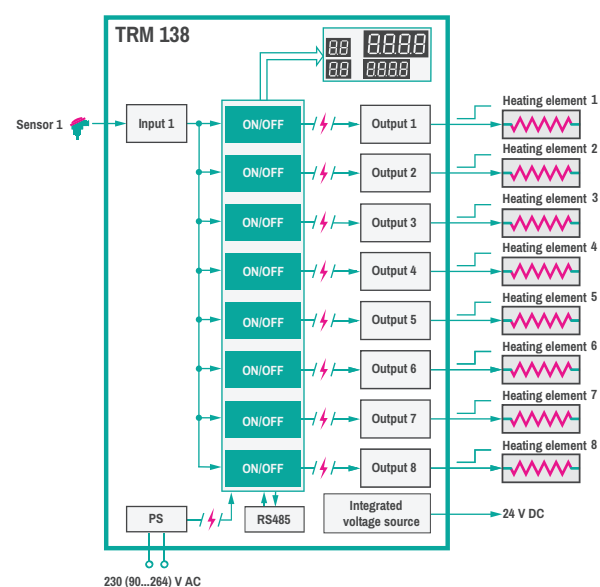 TRM 138
88 8.8.8.8
88 8.8.8.8
Sensor 1
Input 1
ON/OFF
Output 1
Heating element 1
ON/OFF
Output 2
Heating element 2
ON/OFF
Output 3
Heating element 3
ON/OFF
Output 4
Heating element 4
ON/OFF
Output 5
Heating element 5
ON/OFF
Output 6
Heating element 6
ON/OFF
Output 7
Heating element 7
ON/OFF
Output 8
Heating element 8
PS
RS485
Integrated
voltage source
24 V DC
230 (90...264) V AC